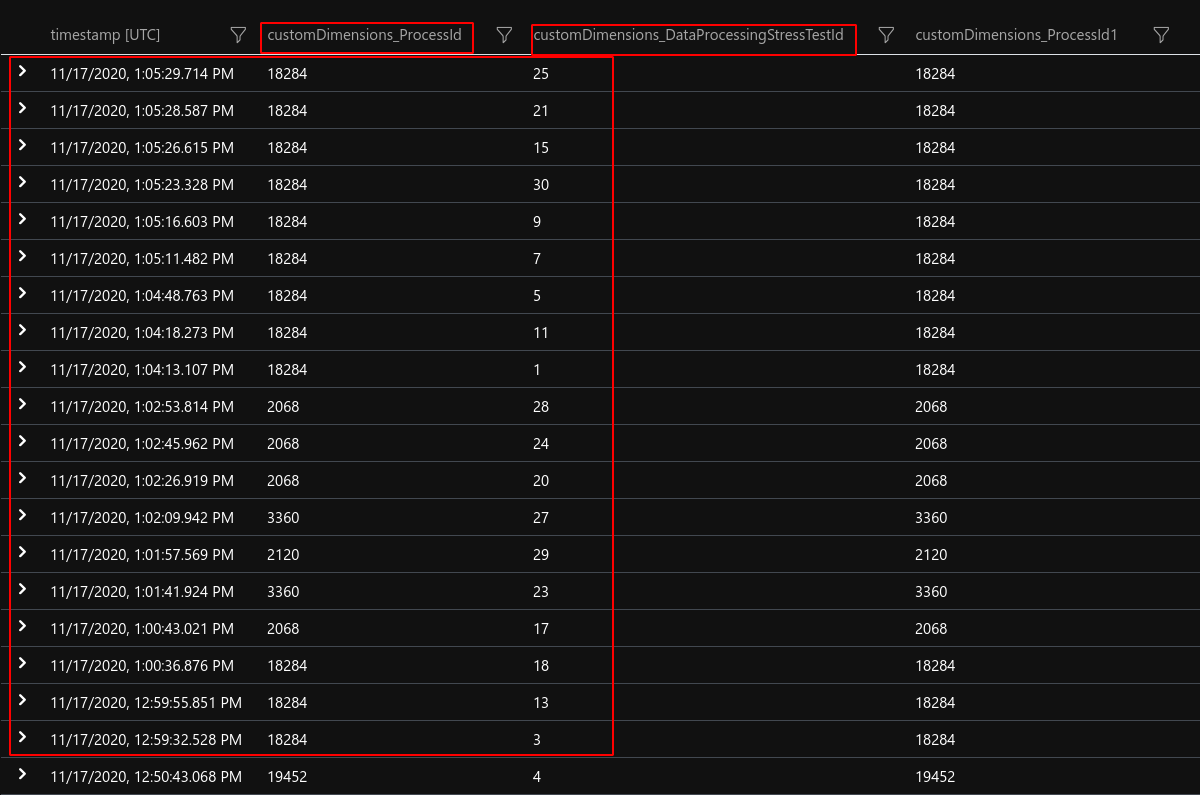 timestamp [UTC] customDimensions_ProcessId customDimensions_DataProcessingStressTestId customDimensions_ProcessId1
11/17/2020, 1:05:29.714 PM 18284 25 18284
11/17/2020, 1:05:28.587 PM 18284 21 18284
11/17/2020, 1:05:26.615 PM 18284 15 18284
11/17/2020, 1:05:23.328 PM 18284 30 18284
11/17/2020, 1:05:16.603 PM 18284 9 18284
11/17/2020, 1:05:11.482 PM 18284 7 18284
11/17/2020, 1:04:48.763 PM 18284 5 18284
11/17/2020, 1:04:18.273 PM 18284 11 18284
11/17/2020, 1:04:13.107 PM 18284 1 18284
11/17/2020, 1:02:53.814 PM 2068 28 2068
11/17/2020, 1:02:45.962 PM 2068 24 2068
11/17/2020, 1:02:26.919 PM 2068 20 2068
11/17/2020, 1:02:09.942 PM 3360 27 3360
11/17/2020, 1:01:57.569 PM 2120 29 2120
11/17/2020, 1:01:41.924 PM 3360 23 3360
11/17/2020, 1:00:43.021 PM 2068 17 2068
11/17/2020, 1:00:36.876 PM 18284 18 18284
11/17/2020, 12:59:55.851 PM 18284 13 18284
11/17/2020, 12:59:32.528 PM 18284 3 18284
11/17/2020, 12:50:43.068 PM 19452 4 19452